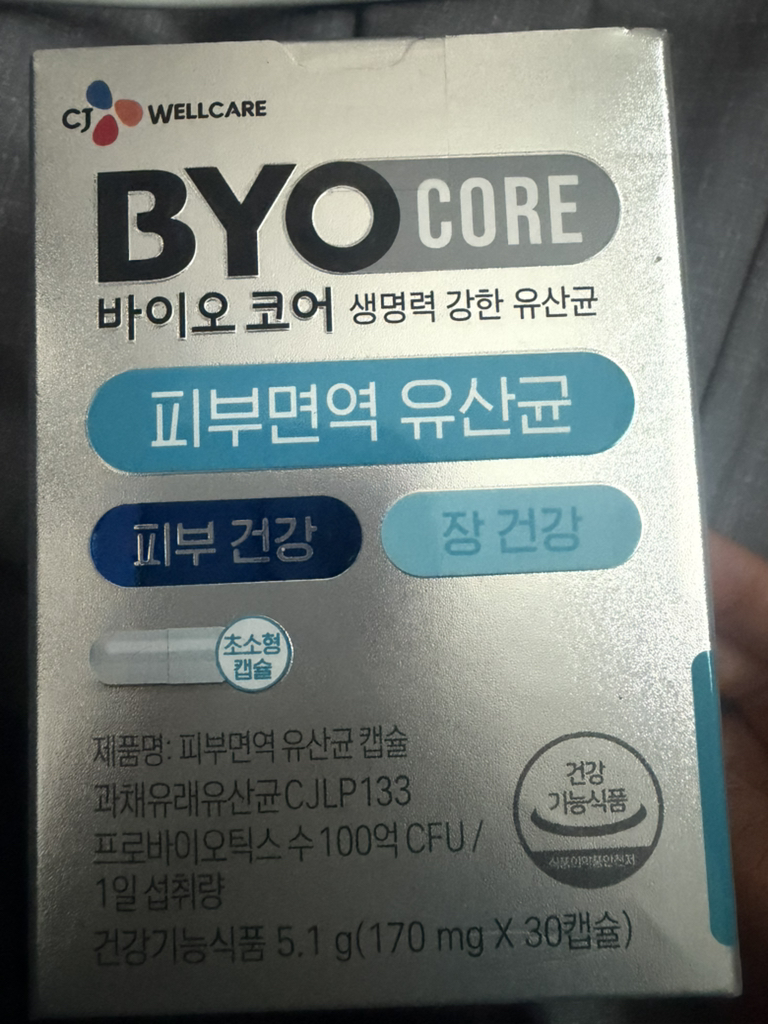 CJ WELLCARE
BYO CORE
바이오 코어 생명력 강한 유산균
피부면역 유산균
피부 건강 장 건강
초소형
캡슐
제품명: 피부면역 유산균 캡슐
과채유래유산균CJLP133
프로바이오틱스 수 100억 CFU /
1일 섭취량
건강기능식품 5.1 g(170 mg X 30캡슐)
건강
기능식품
식품의약품안전처